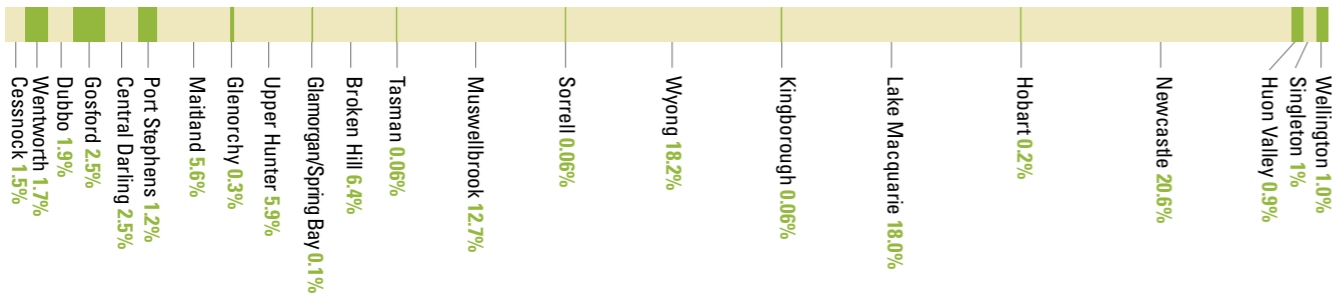 Cessnock 1.5%
Wentworth 1.7%
Dubbo 1.9%
Gosford 2.5%
Central Darling 2.5%
Port Stephens 1.2%
Maitland 5.6%
Glenorchy 0.3%
Upper Hunter 5.9%
Glamorgan/Spring Bay 0.1%
Broken Hill 6.4%
Tasman 0.06%
Muswellbrook 12.7%
Sorrell 0.06%
Wyong 18.2%
Kingborough 0.06%
Lake Macquarie 18.0%
Hobart 0.2%
Newcastle 20.6%
Huon Valley 0.9%
Singleton 1%
Wellington 1.0%